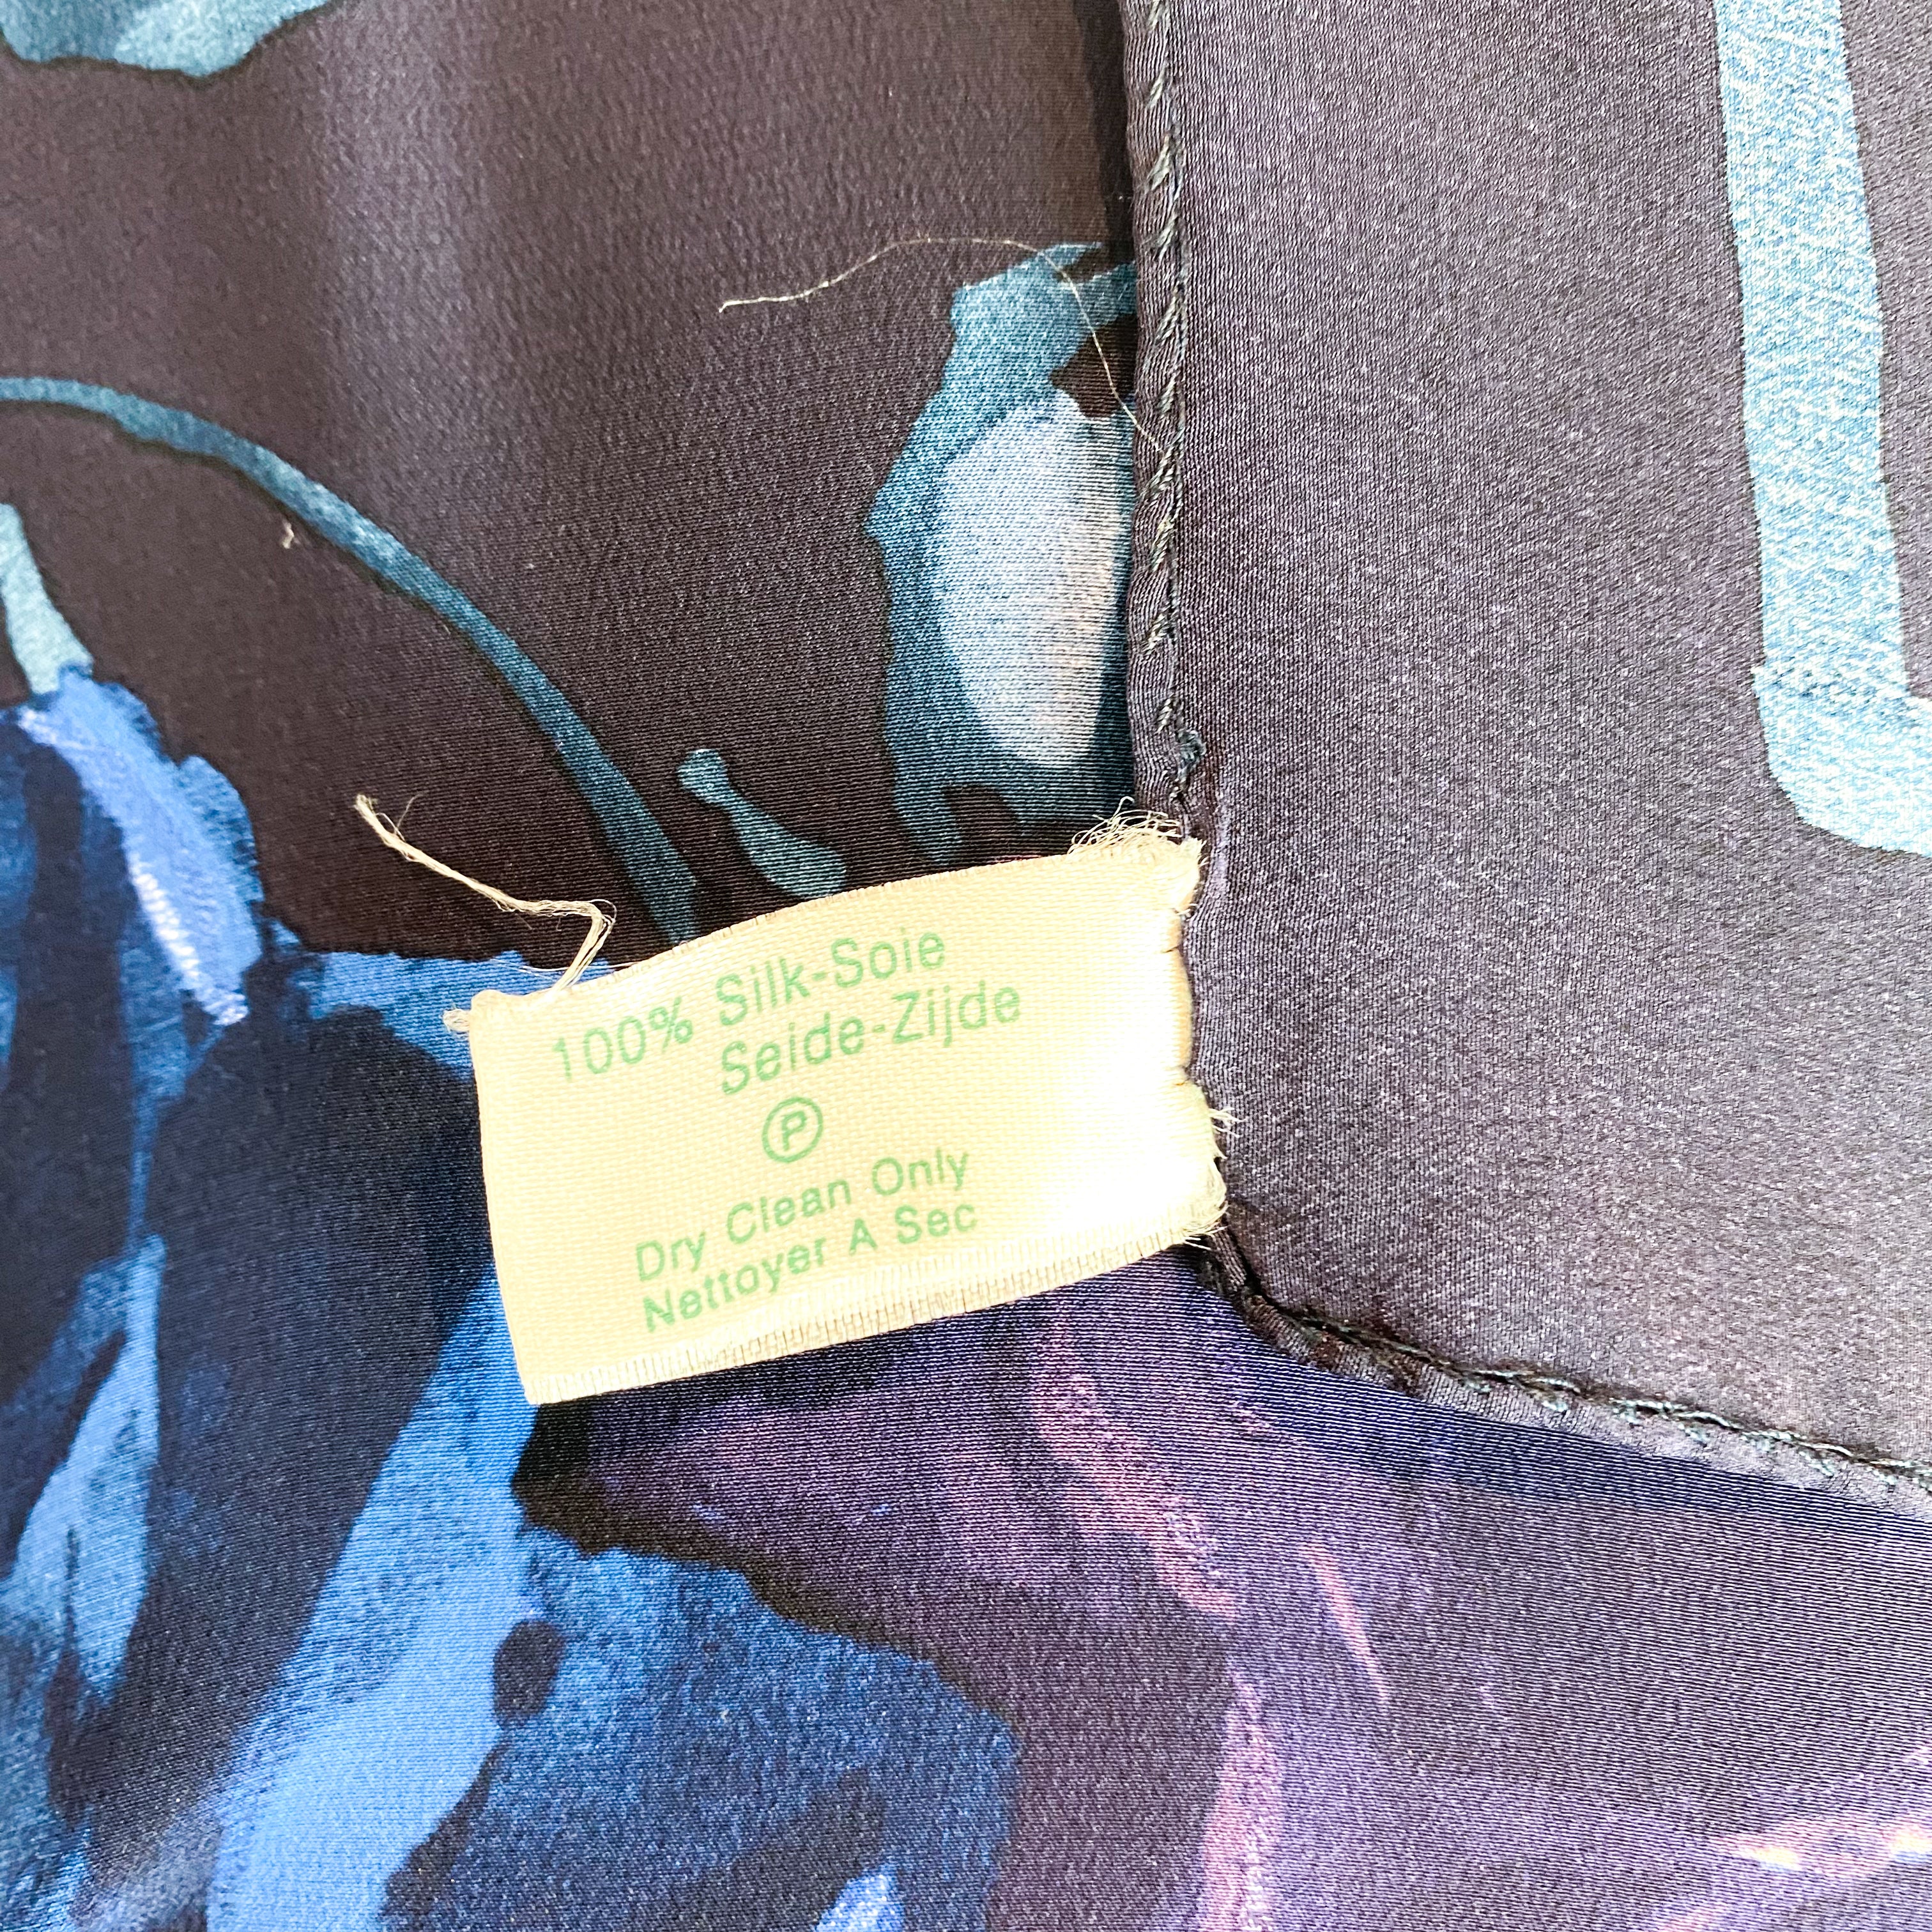 100% Silk-Soie
Seide-Zijde
Ⓟ
Dry Clean Only
Nettoyer A Sec